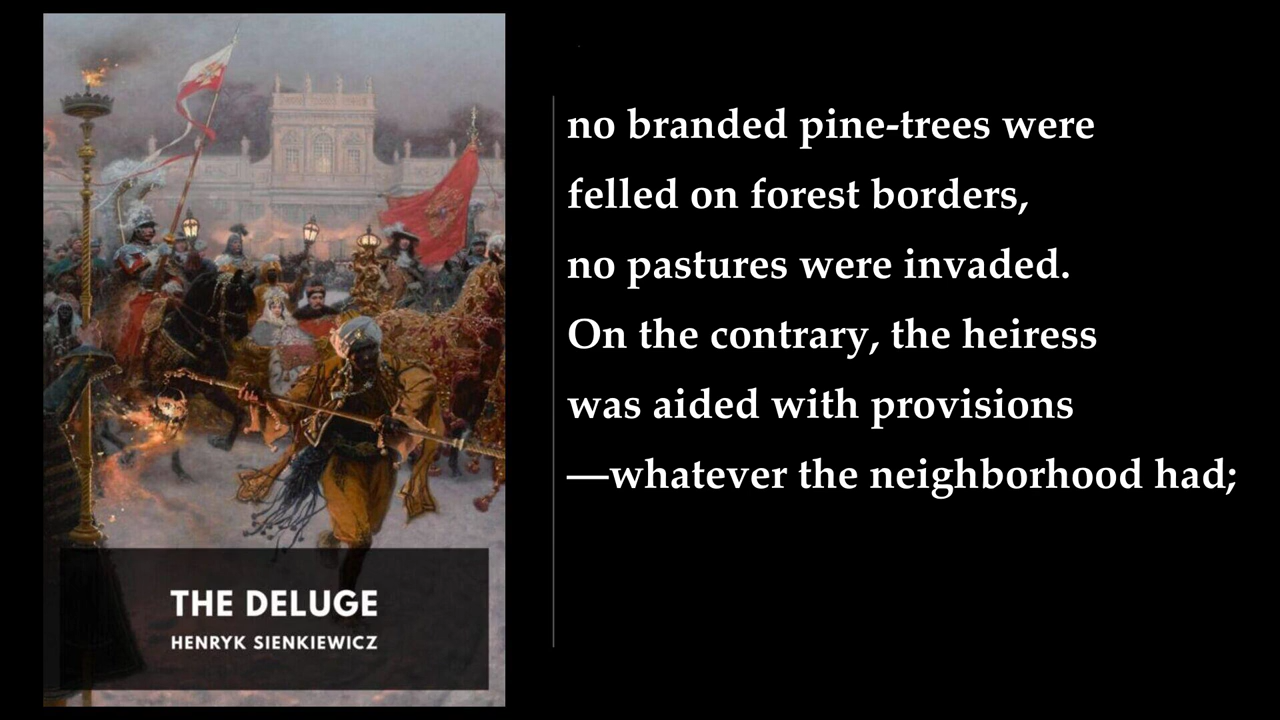 no branded pine-trees were
felled on forest borders,
no pastures were invaded.
On the contrary, the heiress
was aided with provisions
—whatever the neighborhood had;
THE DELUGE
HENRYK SIENKIEWICZ